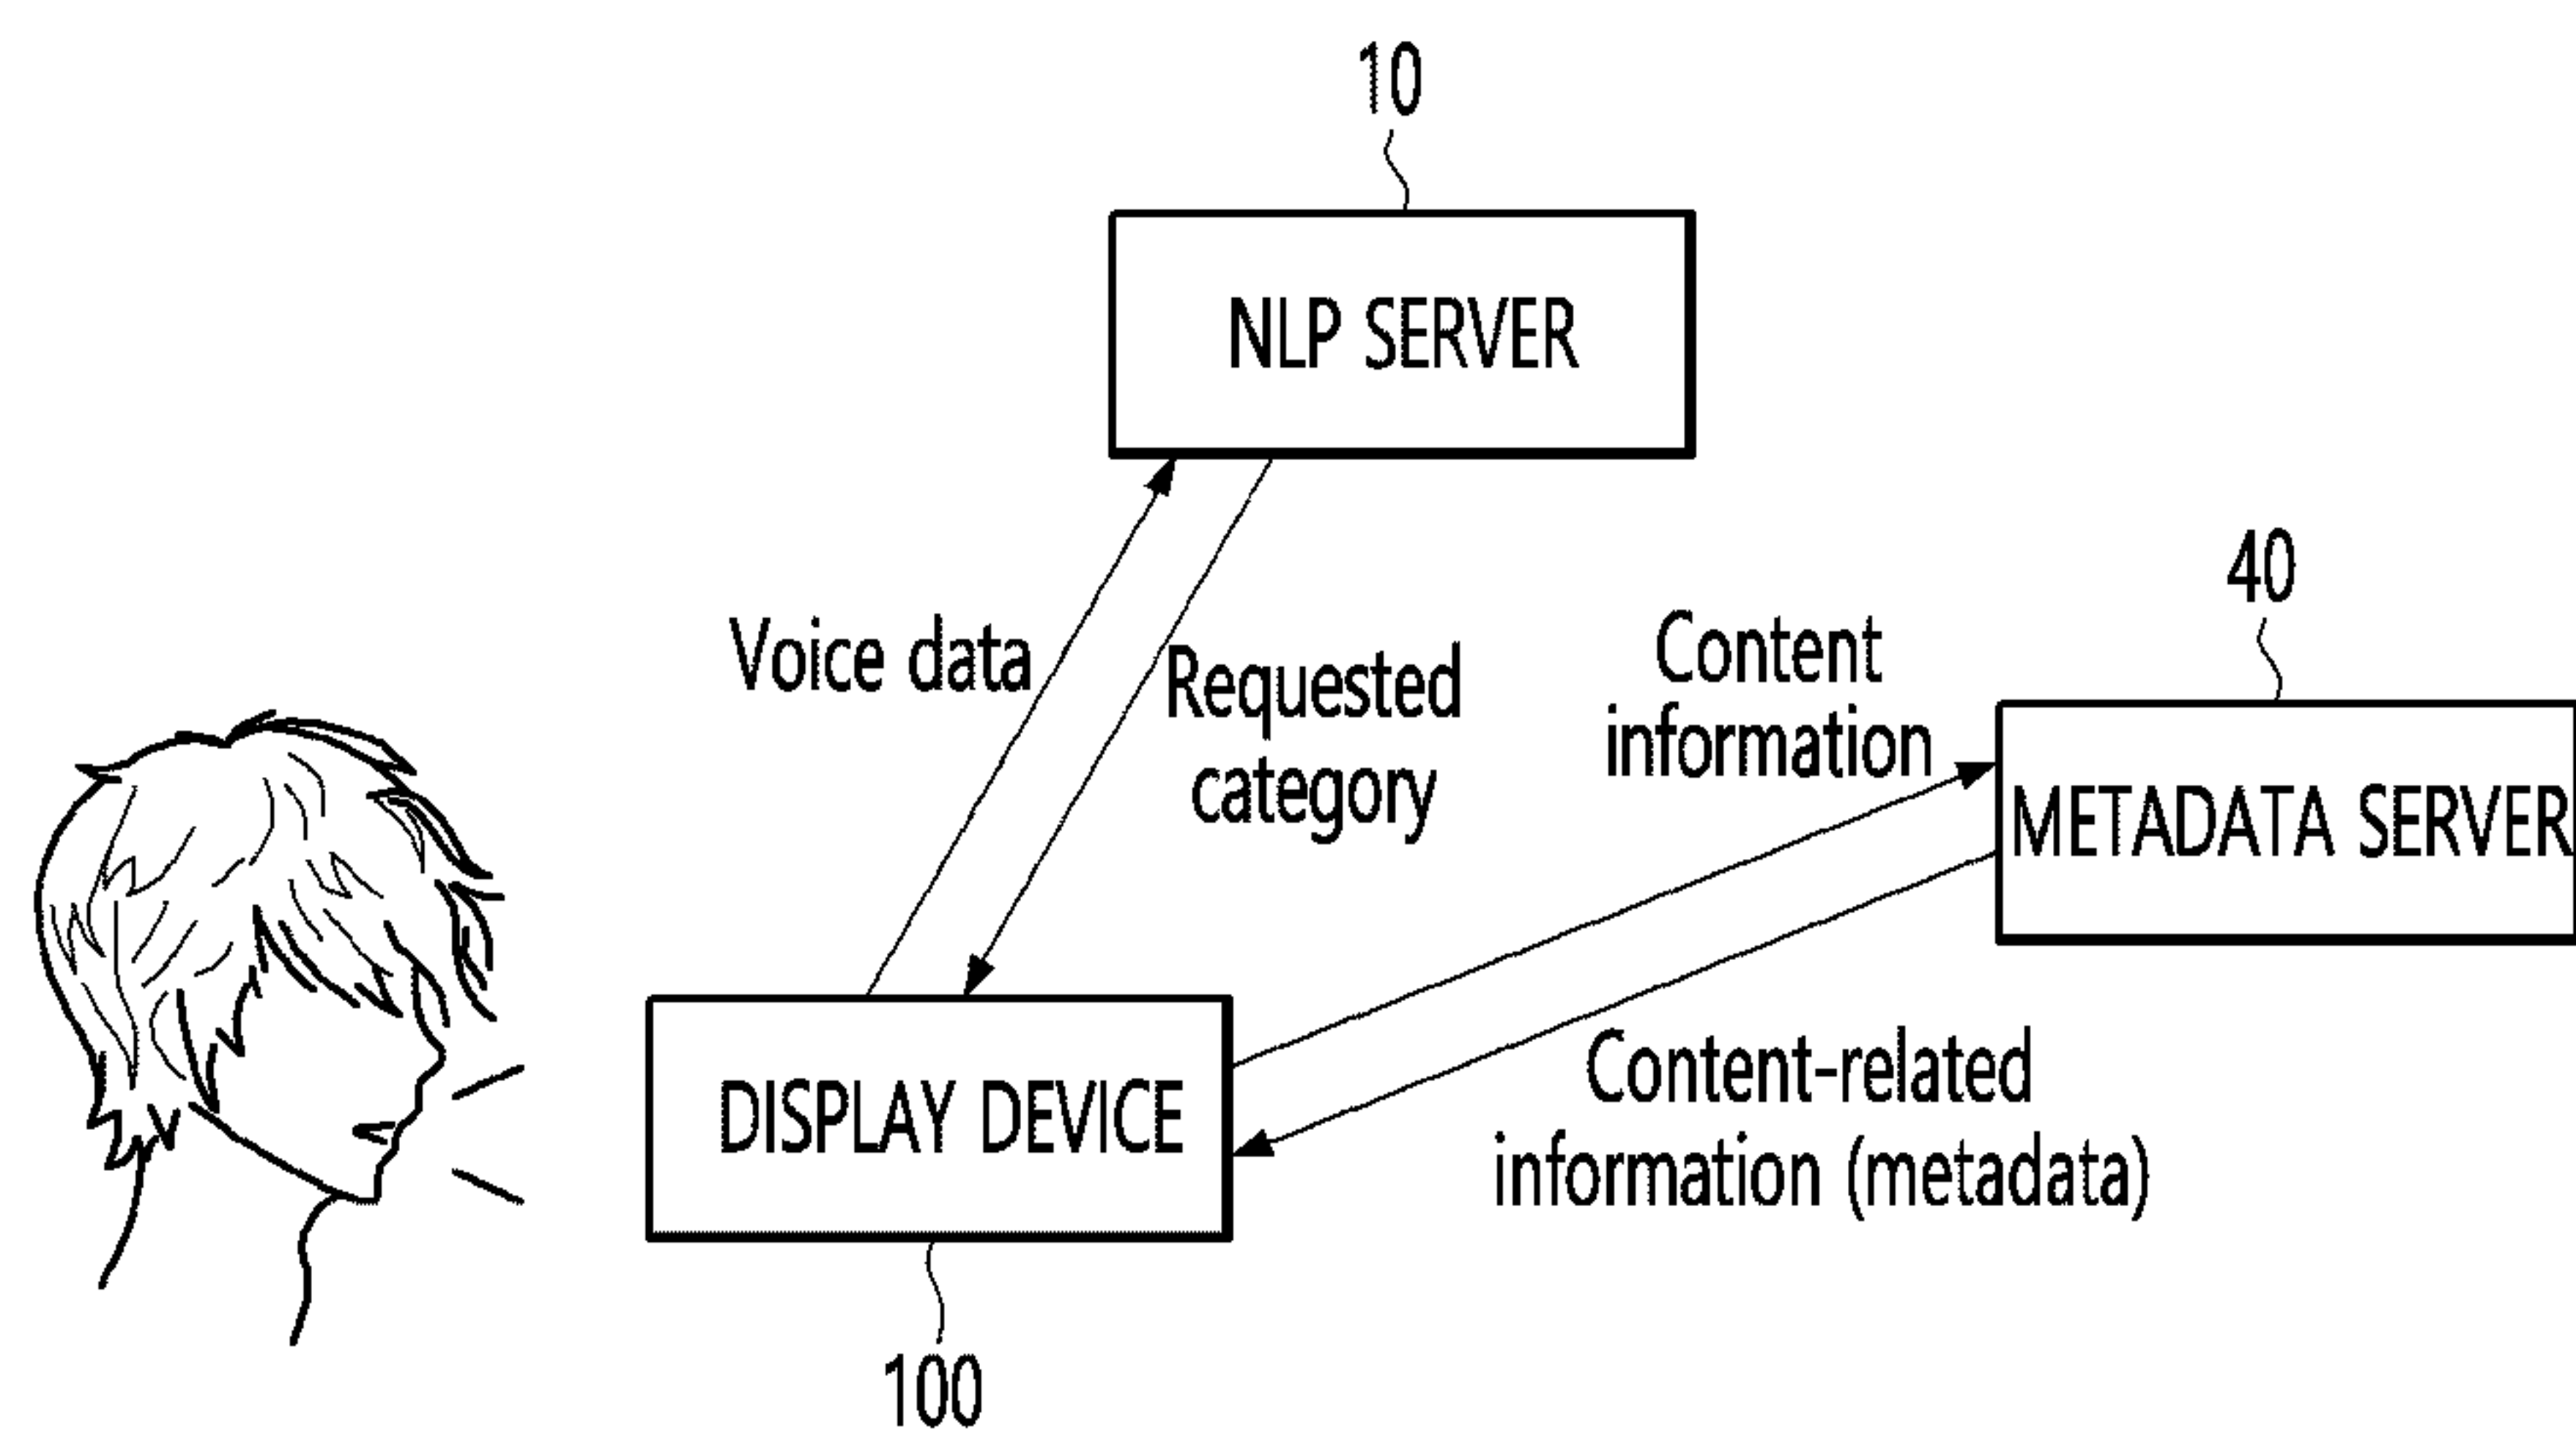 10
NLP SERVER
40
Voice data
Requested
category
Content
information
METADATA SERVER
DISPLAY DEVICE
Content-related
information (metadata)
100